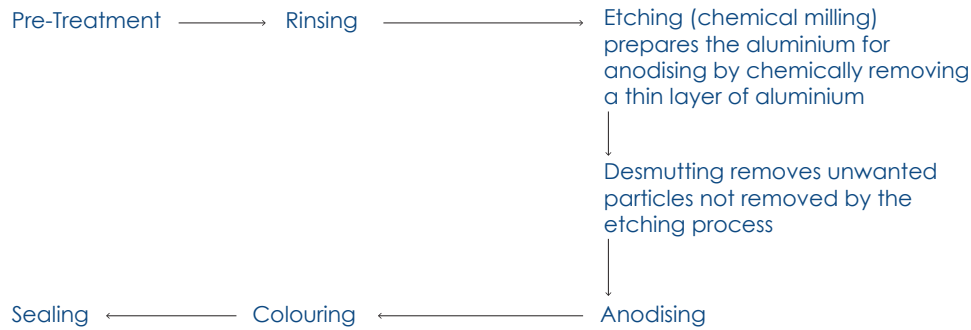 Pre-Treatment
Rinsing
Etching (chemical milling)
prepares the aluminium for
anodising by chemically removing
a thin layer of aluminium
Desmutting removes unwanted
particles not removed by the
etching process
Anodising
Colouring
Sealing